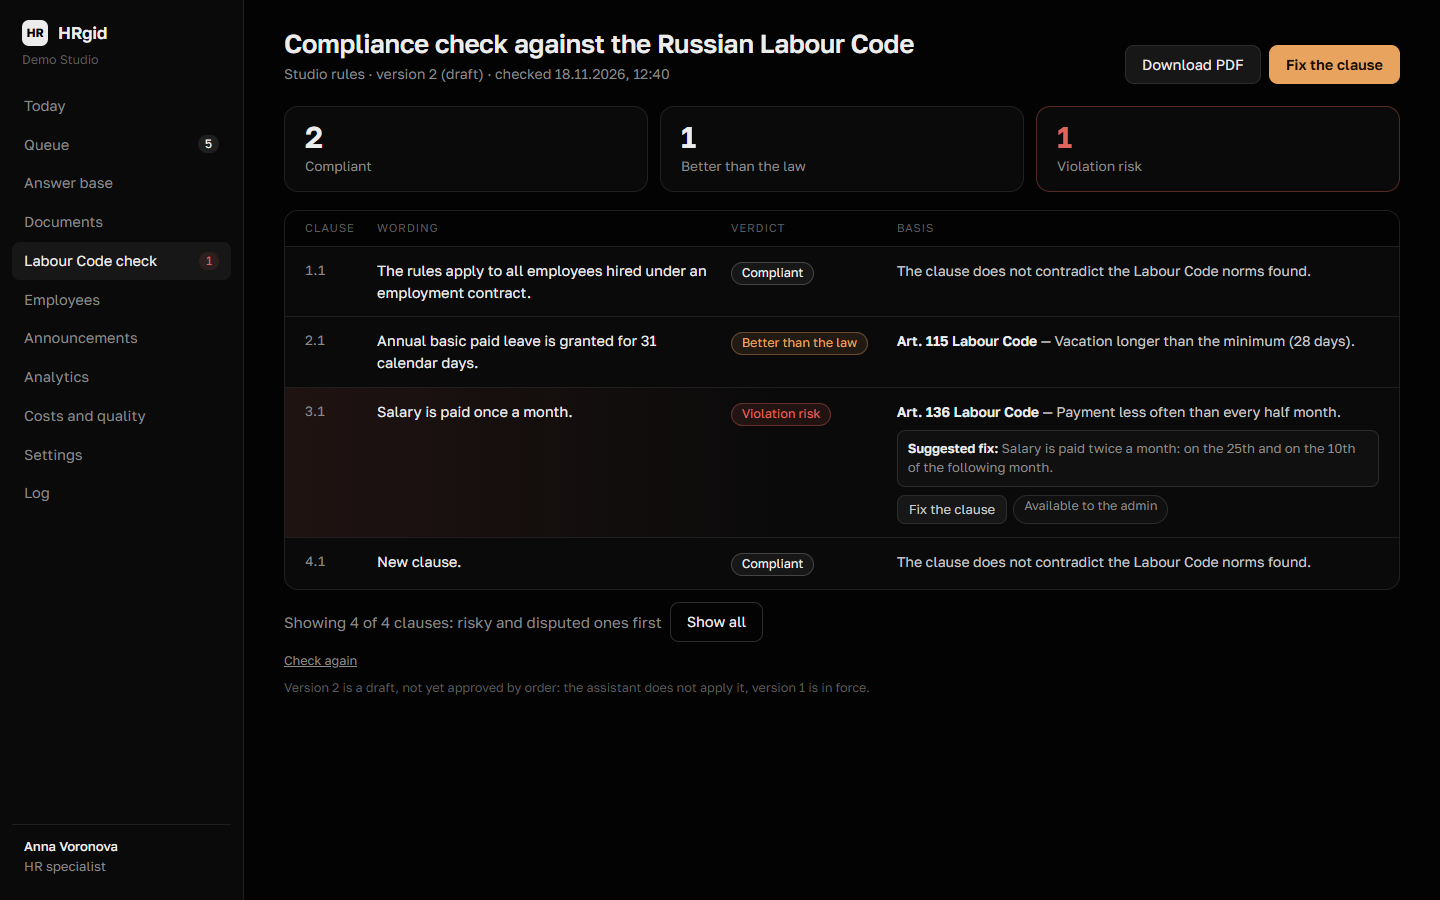 HR HRgid
Demo Studio
Today
Queue 5
Answer base
Documents
Labour Code check 1
Employees
Announcements
Analytics
Costs and quality
Settings
Log
Anna Voronova
HR specialist
Compliance check against the Russian Labour Code
Studio rules · version 2 (draft) · checked 18.11.2026, 12:40
Download PDF
Fix the clause
2
Compliant
1
Better than the law
1
Violation risk
CLAUSE WORDING VERDICT BASIS
1.1 The rules apply to all employees hired under an
employment contract.
Compliant
The clause does not contradict the Labour Code norms found.
2.1 Annual basic paid leave is granted for 31
calendar days.
Better than the law
Art. 115 Labour Code — Vacation longer than the minimum (28 days).
3.1 Salary is paid once a month.
Violation risk
Art. 136 Labour Code — Payment less often than every half month.
Suggested fix: Salary is paid twice a month: on the 25th and on the 10th
of the following month.
Fix the clause
Available to the admin
4.1 New clause.
Compliant
The clause does not contradict the Labour Code norms found.
Showing 4 of 4 clauses: risky and disputed ones first
Show all
Check again
Version 2 is a draft, not yet approved by order: the assistant does not apply it, version 1 is in force.